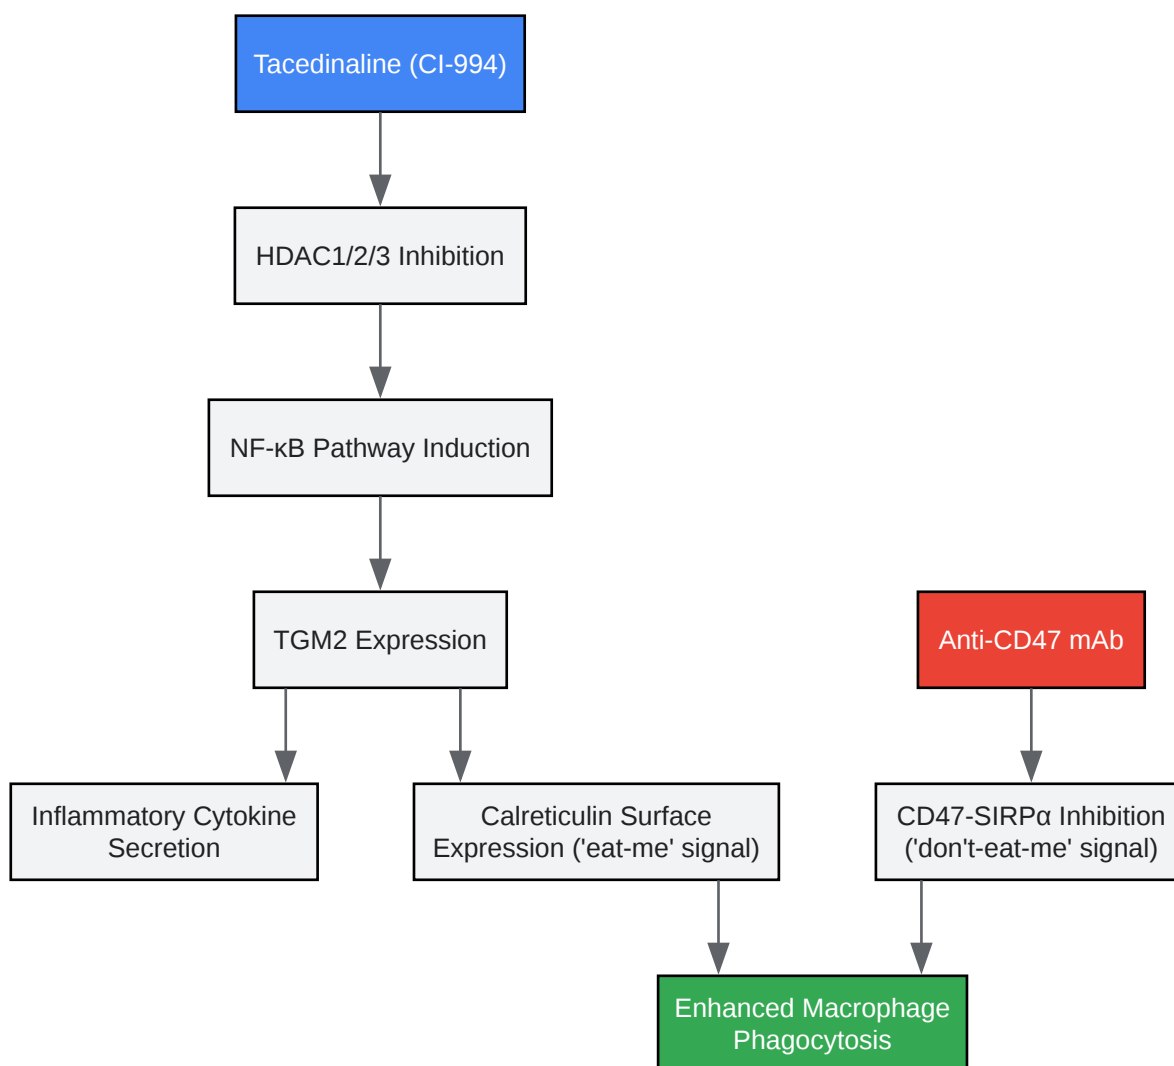 Tacedinaline (CI-994)
HDAC1/2/3 Inhibition
NF-κB Pathway Induction
TGM2 Expression
Anti-CD47 mAb
Inflammatory Cytokine
Secretion
Calreticulin Surface
Expression ('eat-me' signal)
CD47-SIRPα Inhibition
('don't-eat-me' signal)
Enhanced Macrophage
Phagocytosis